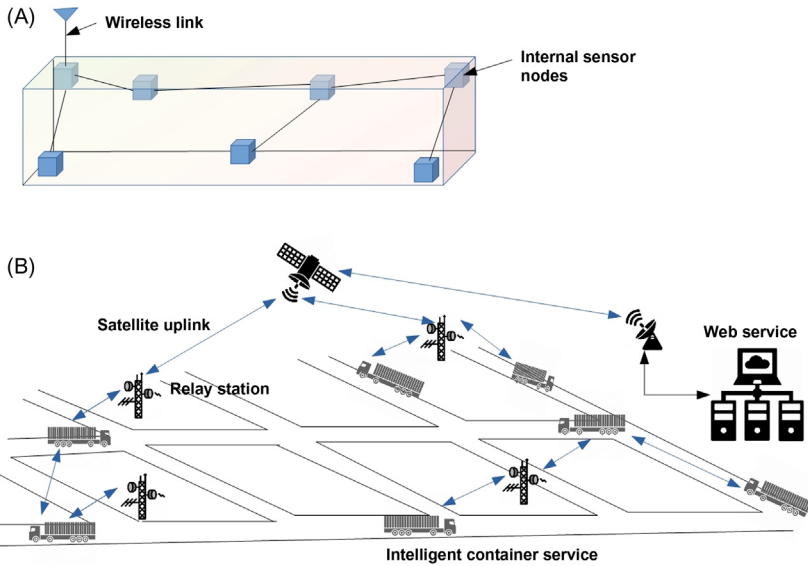 (A)
Wireless link
Internal sensor
nodes
(B)
Satellite uplink
Web service
Relay station
Intelligent container service